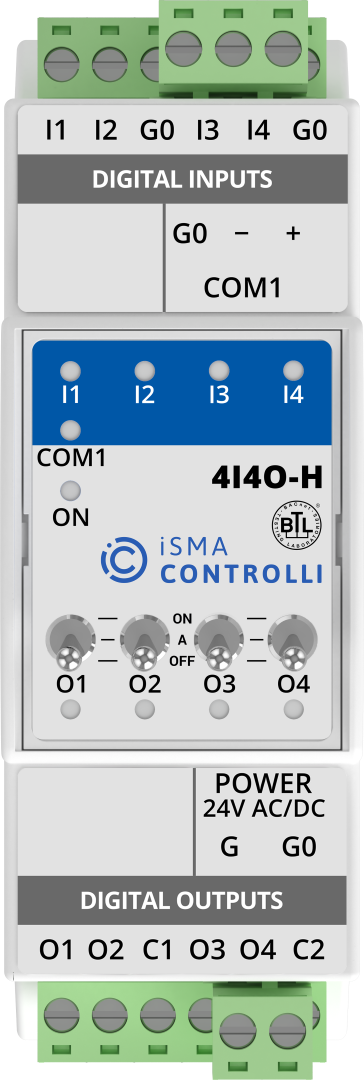 I1 I2 G0 I3 I4 G0
DIGITAL INPUTS
G0 − +
COM1
I1 I2 I3 I4
COM1
4I4O-H
ON
BTL
iSMA
CONTROLLI
ON
A
OFF
O1 O2 O3 O4
POWER
24V AC/DC
G G0
DIGITAL OUTPUTS
O1 O2 C1 O3 O4 C2